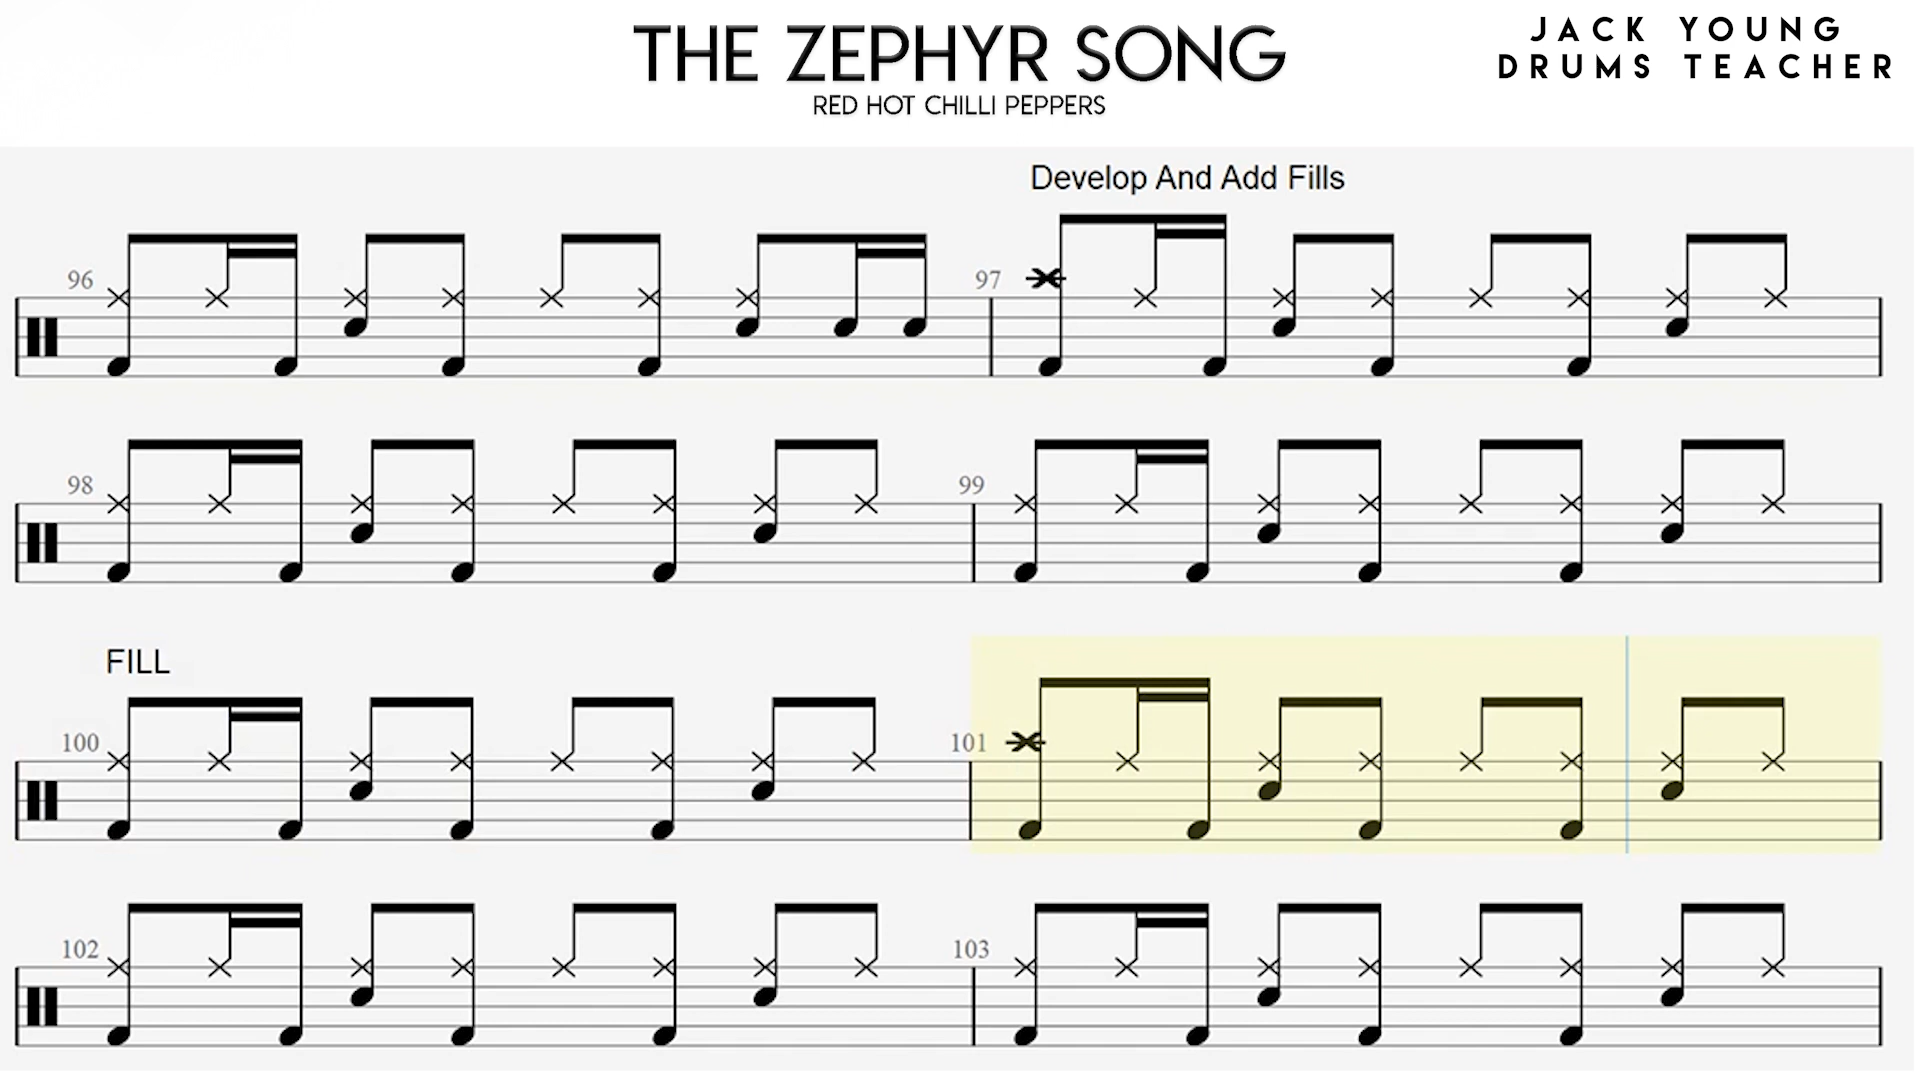 THE ZEPHYR SONG
RED HOT CHILLI PEPPERS
JACK YOUNG
DRUMS TEACHER
Develop And Add Fills
96
97
98
99
FILL
100
101
102
103